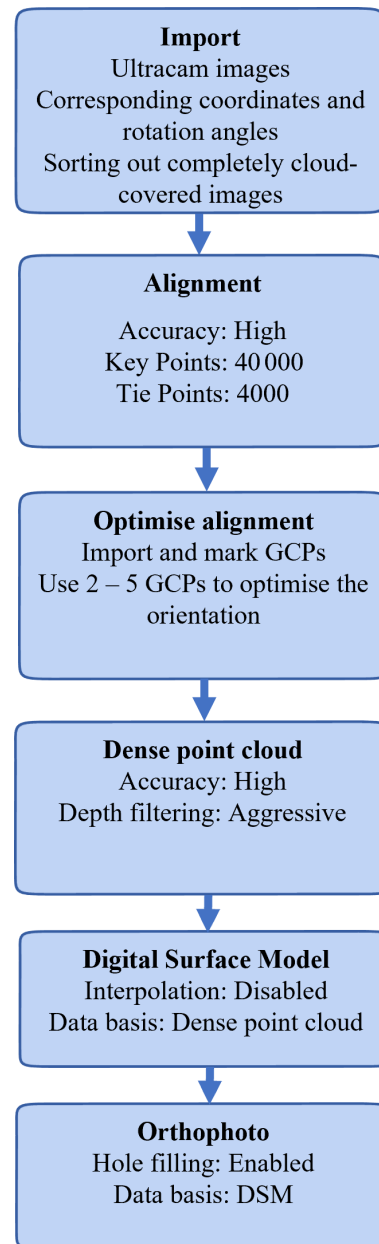 Import
Ultracam images
Corresponding coordinates and
rotation angles
Sorting out completely cloud-
covered images
Alignment
Accuracy: High
Key Points: 40 000
Tie Points: 4000
Optimise alignment
Import and mark GCPs
Use 2 – 5 GCPs to optimise the
orientation
Dense point cloud
Accuracy: High
Depth filtering: Aggressive
Digital Surface Model
Interpolation: Disabled
Data basis: Dense point cloud
Orthophoto
Hole filling: Enabled
Data basis: DSM